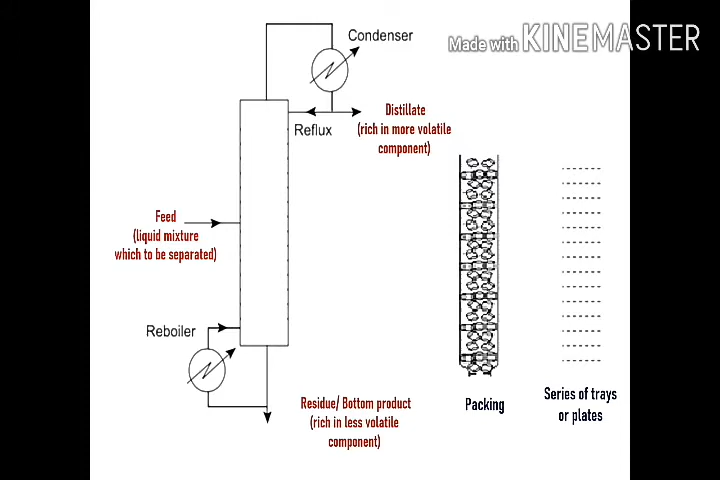 Condenser
Made with KINEMASTER
Distillate
(rich in more volatile
component)
Reflux
Feed
(liquid mixture
which to be separated)
Reboiler
Residue/ Bottom product
(rich in less volatile
component)
Packing
Series of trays
or plates